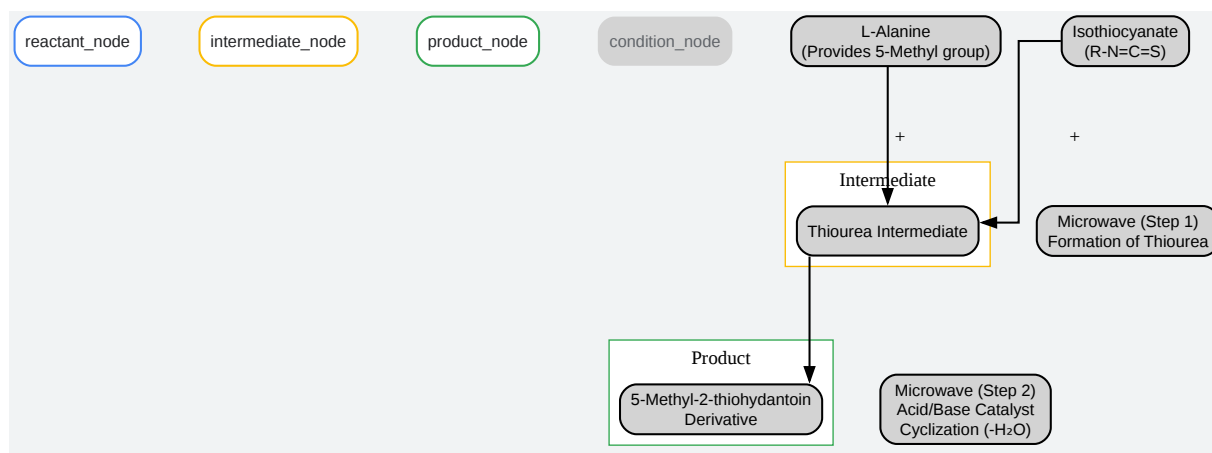 reactant_node
intermediate_node
product_node
condition_node
L-Alanine
(Provides 5-Methyl group)
Isothiocyanate
(R-N=C=S)
+
+
Intermediate
Thiourea Intermediate
Microwave (Step 1)
Formation of Thiourea
Product
5-Methyl-2-thiohydantoin
Derivative
Microwave (Step 2)
Acid/Base Catalyst
Cyclization (-H₂O)